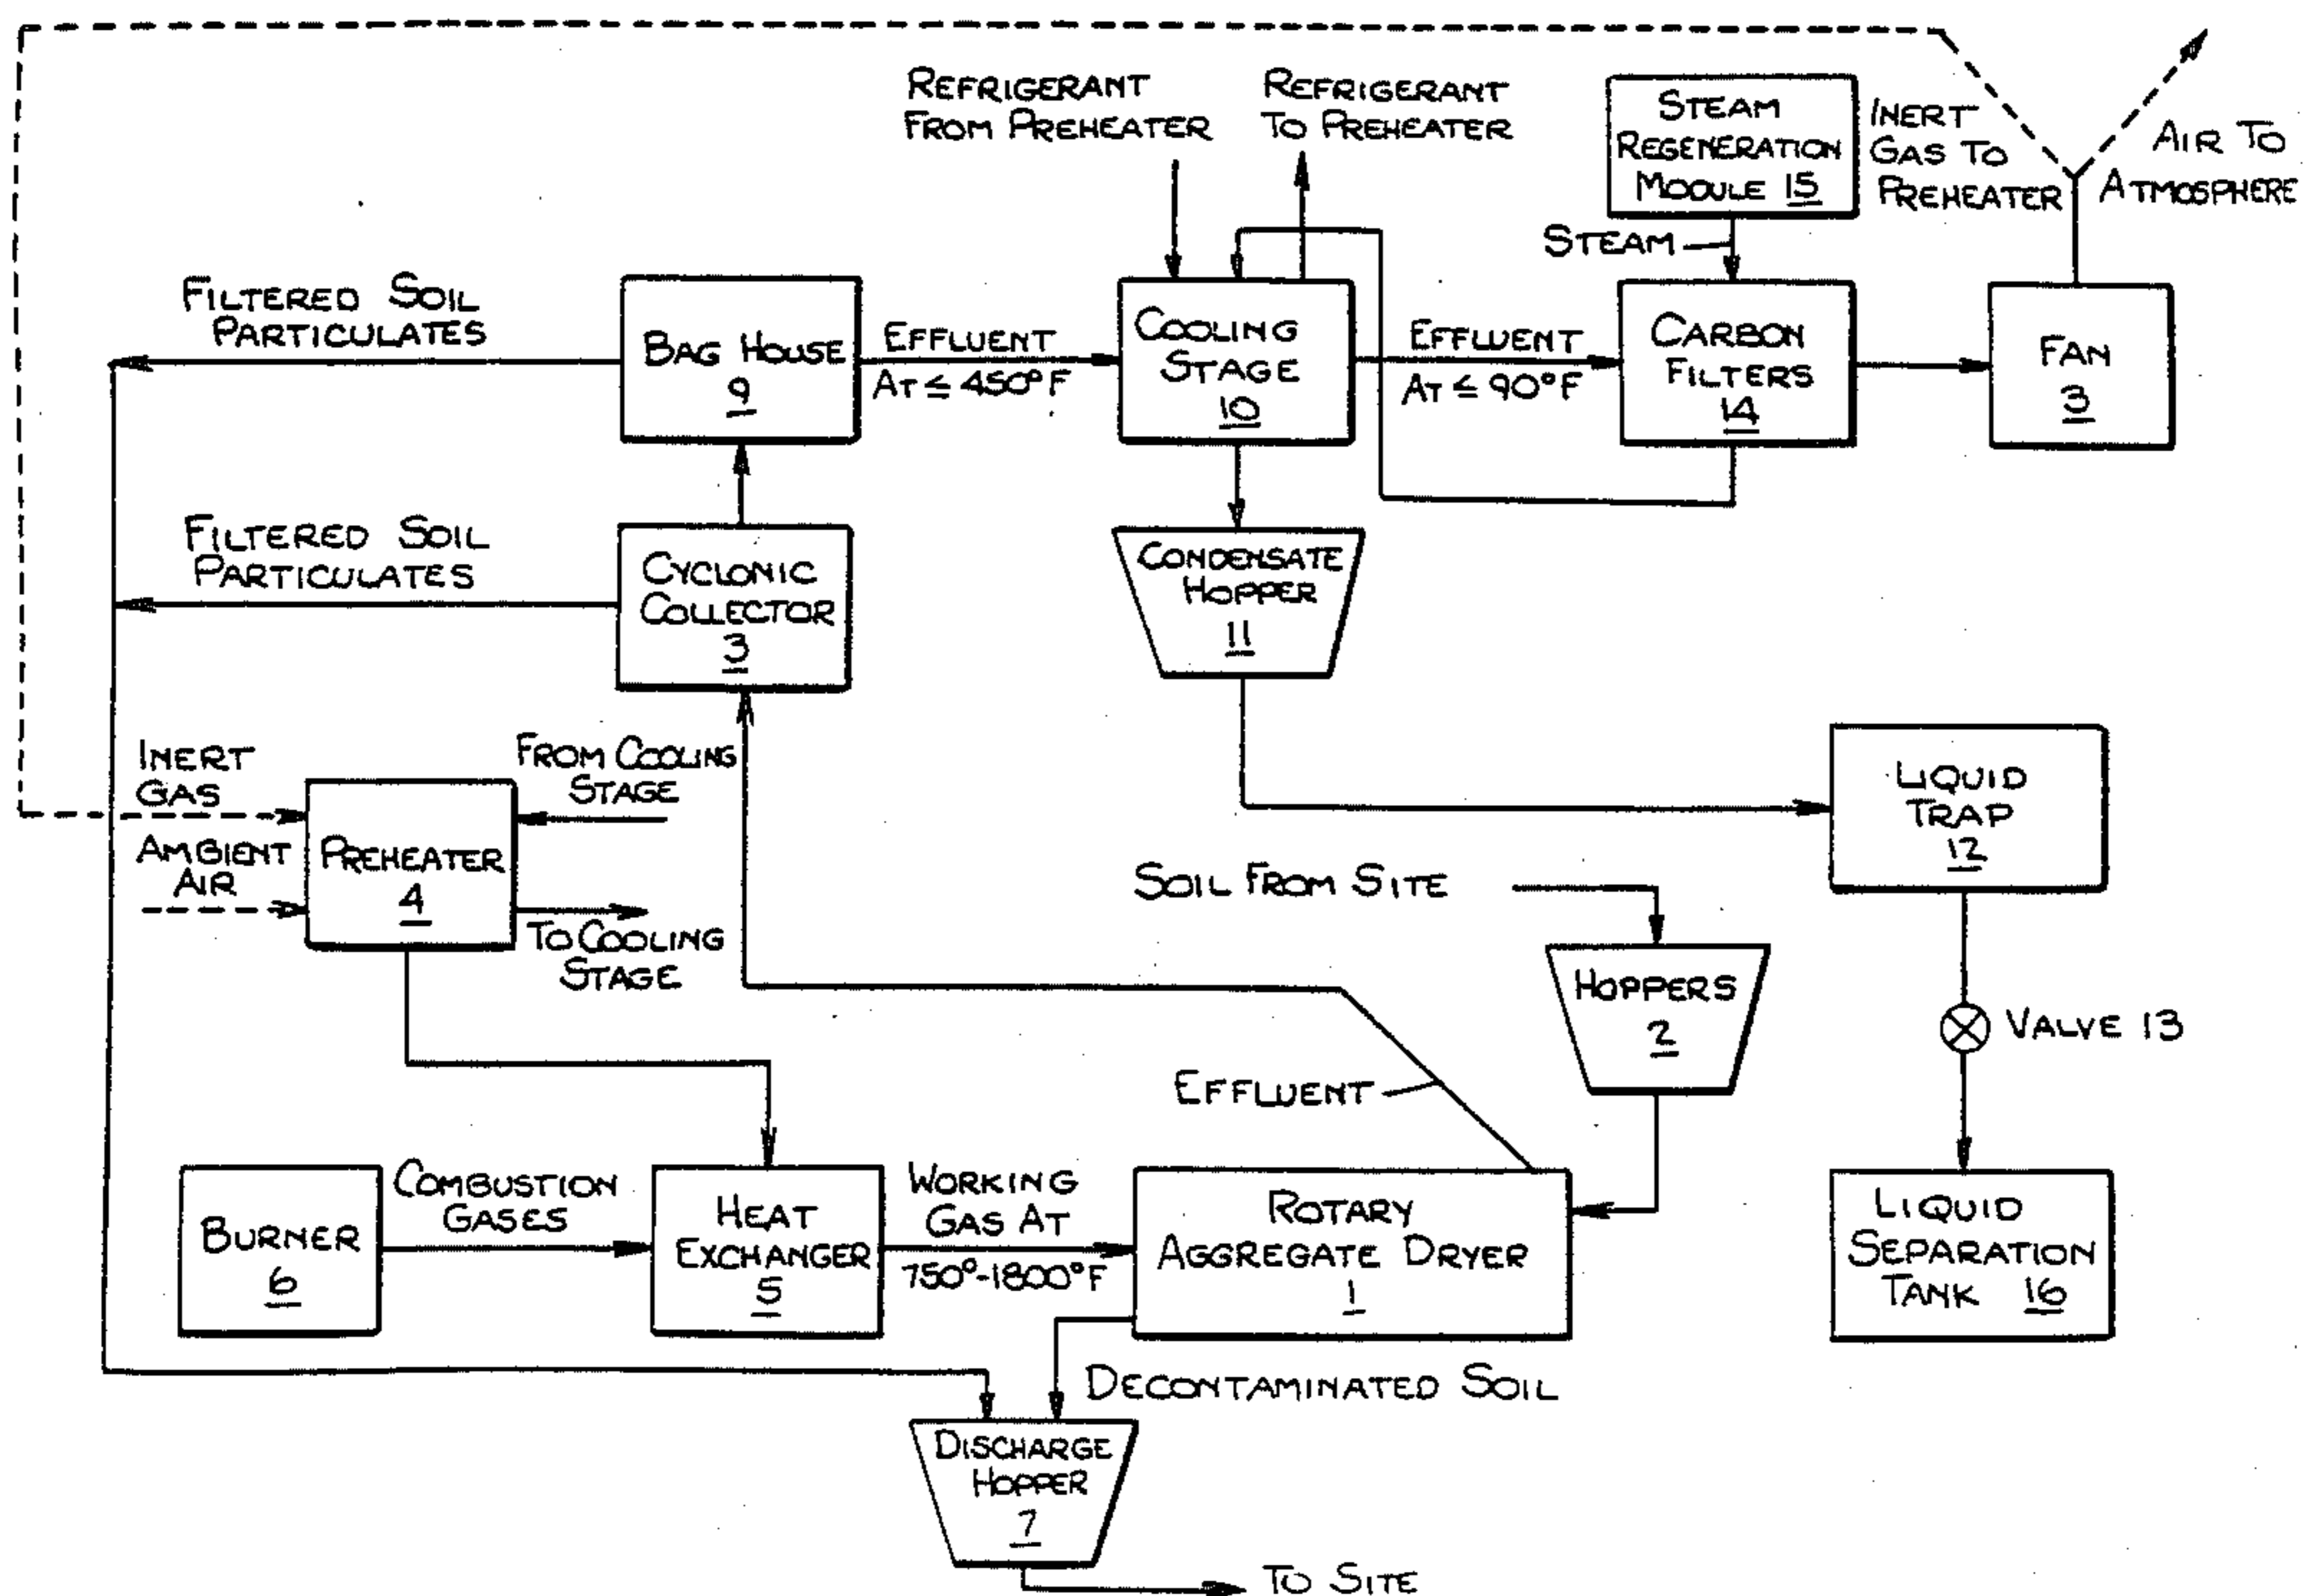 REFRIGERANT
FROM PREHEATER
REFRIGERANT
TO PREHEATER
STEAM
REGENERATION
MODULE 15
INERT
GAS TO
PREHEATER
AIR TO
ATMOSPHERE
STEAM
FILTERED SOIL
PARTICULATES
BAG HOUSE
9
EFFLUENT
AT ≤ 450°F
COOLING
STAGE
10
EFFLUENT
AT ≤ 90°F
CARBON
FILTERS
14
FAN
3
FILTERED SOIL
PARTICULATES
CYCLONIC
COLLECTOR
3
CONDENSATE
HOPPER
11
INERT
GAS
FROM COOLING
STAGE
AMBIENT
AIR
PREHEATER
4
TO COOLING
STAGE
LIQUID
TRAP
12
SOIL FROM SITE
HOPPERS
2
VALVE 13
EFFLUENT
BURNER
6
COMBUSTION
GASES
HEAT
EXCHANGER
5
WORKING
GAS AT
750°-1800°F
ROTARY
AGGREGATE DRYER
1
LIQUID
SEPARATION
TANK 16
DECONTAMINATED SOIL
DISCHARGE
HOPPER
7
TO SITE